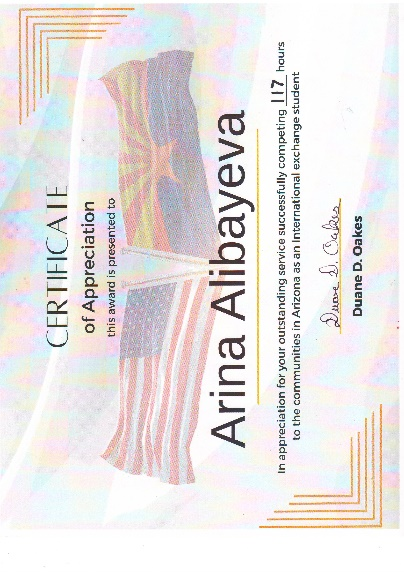 CERTIFICATE
of Appreciation
this award is presented to
Arina Alibayeva
In appreciation for your outstanding service successfully competing 117 hours
to the communities in Arizona as an International exchange student
Duane D. Oakes
Duane D. Oakes